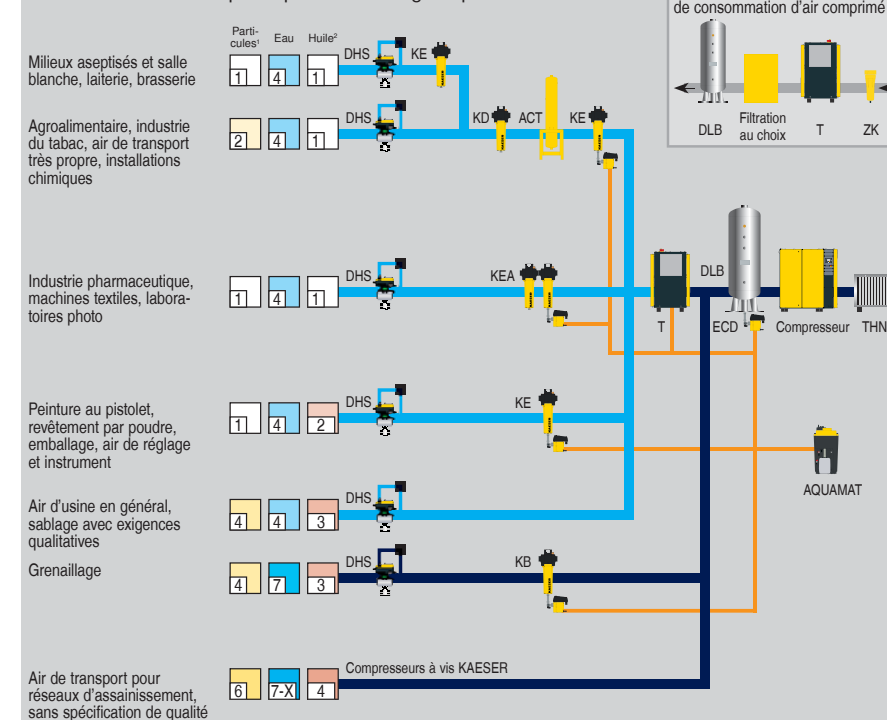 de consommation d'air comprimé
DLB
Filtration
au choix
T
ZK
Parti-
cules¹
Eau
Huile²
Milieux aseptisés et salle
blanche, laiterie, brasserie
1
4
1
DHS
KE
Agroalimentaire, industrie
du tabac, air de transport
très propre, installations
chimiques
2
4
1
DHS
KD
ACT
KE
Industrie pharmaceutique,
machines textiles, labora-
toires photo
1
4
1
DHS
KEA
T
DLB
ECD
Compresseur
THN
Peinture au pistolet,
revêtement par poudre,
emballage, air de réglage
et instrument
1
4
2
DHS
KE
AQUAMAT
Air d'usine en général,
sablage avec exigences
qualitatives
4
4
3
DHS
Grenaillage
4
7
3
DHS
KB
Air de transport pour
réseaux d'assainissement,
sans spécification de qualité
6
7-X
4
Compresseurs à vis KAESER